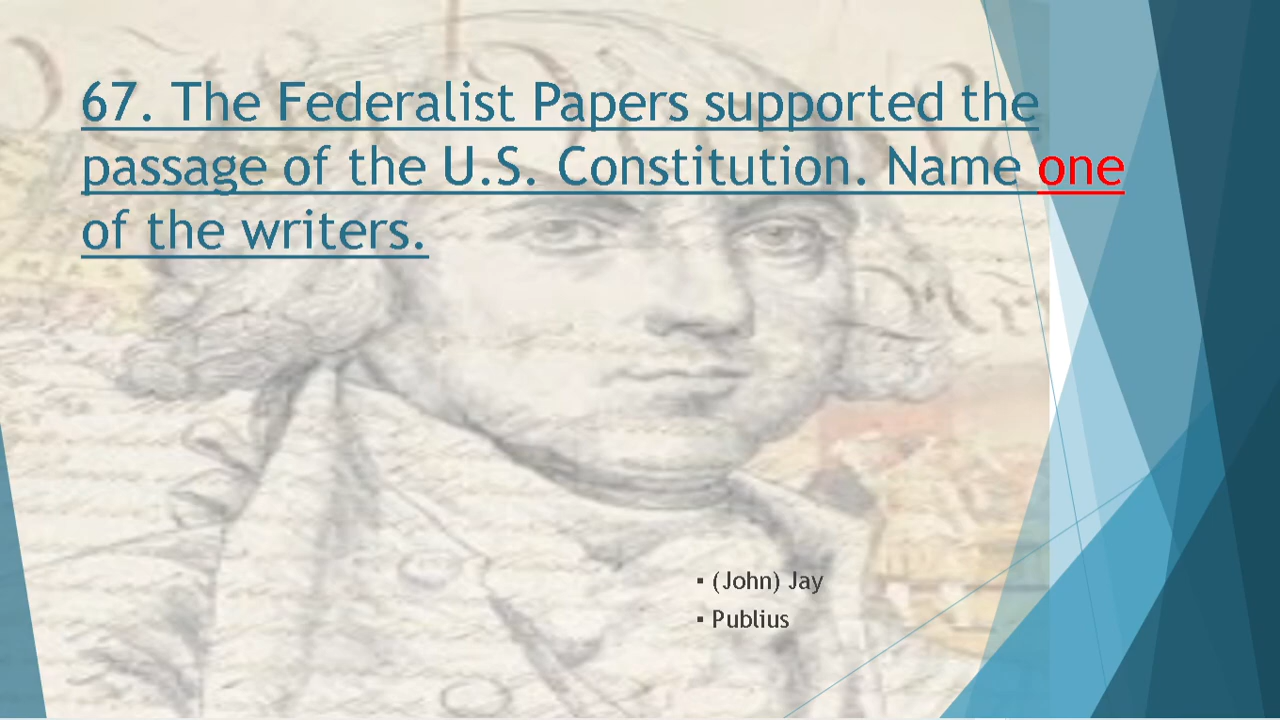 67. The Federalist Papers supported the
passage of the U.S. Constitution. Name one
of the writers.
▪ (John) Jay
▪ Publius